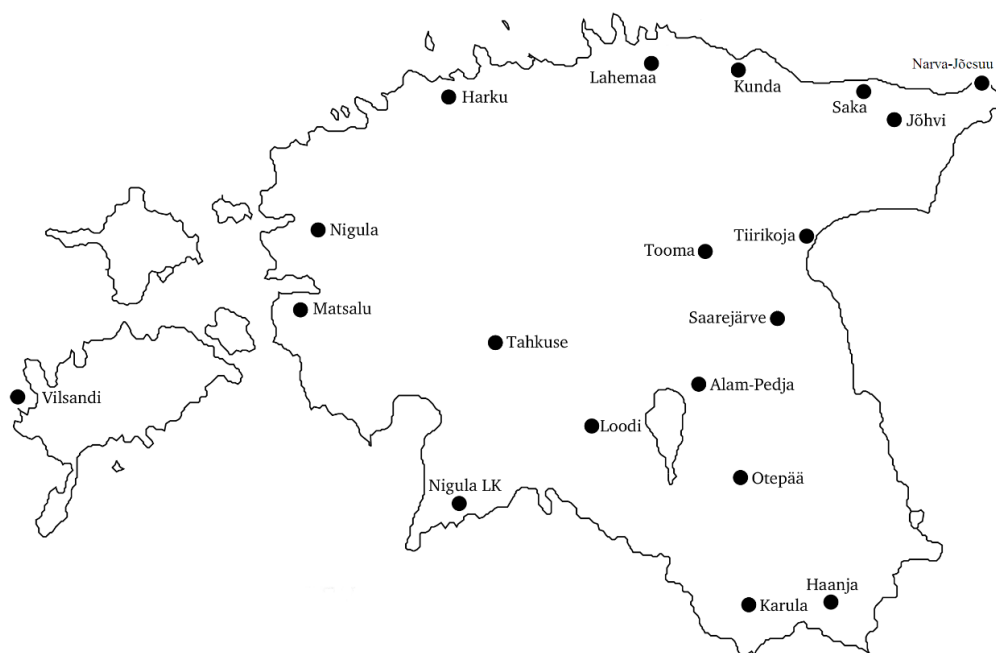 Narva-Jõesuu
Lahemaa
Kunda
Harku
Saka
Jõhvi
Nigula
Tooma
Tiirikoja
Matsalu
Saarejärve
Tahkuse
Alam-Pedja
Vilsandi
Loodi
Otepää
Nigula LK
Haanja
Karula